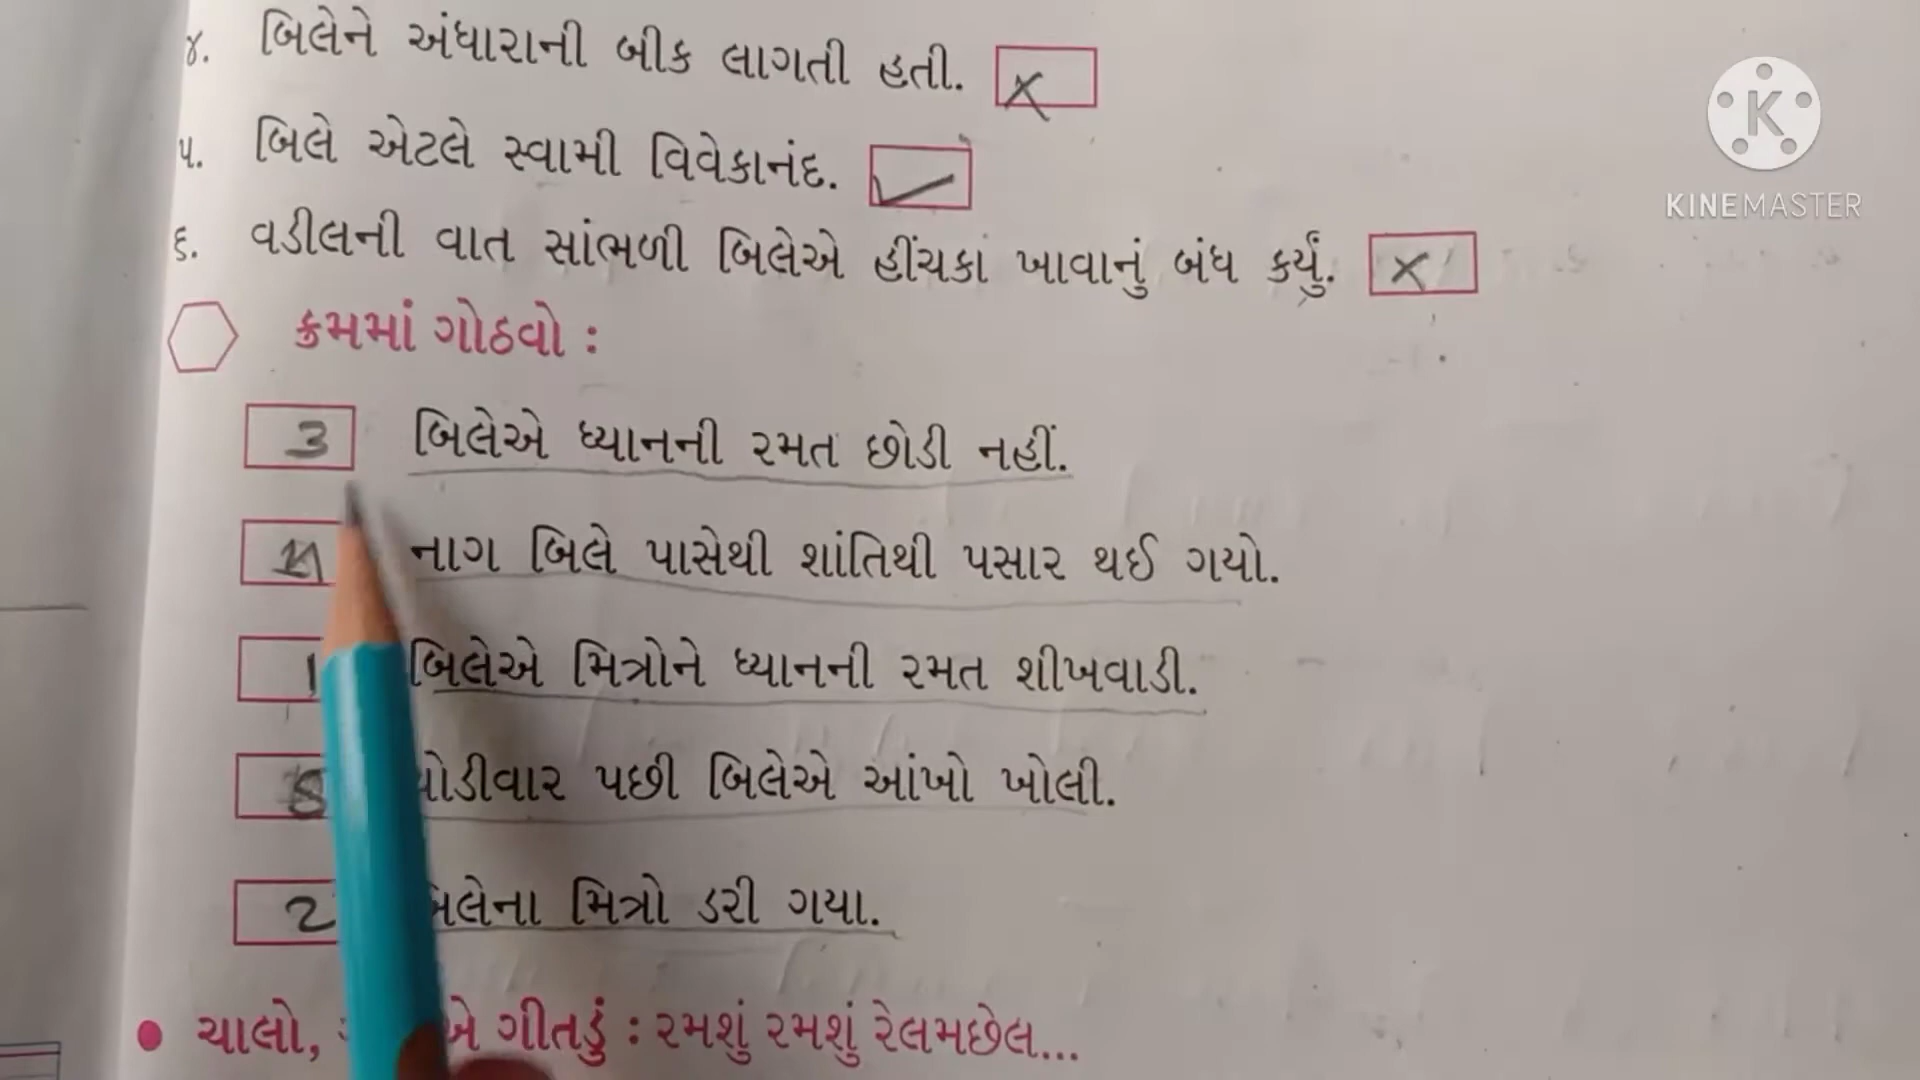 ૪. બિલેને અંધારાની બીક લાગતી હતી. ✗
૫. બિલે એટલે સ્વામી વિવેકાનંદ. ✓
૬. વડીલની વાત સાંભળી બિલેએ હીંચકા ખાવાનું બંધ કર્યું. ✗
ક્રમમાં ગોઠવો :
3 બિલેએ ધ્યાનની રમત છોડી નહીં.
નાગ બિલે પાસેથી શાંતિથી પસાર થઈ ગયો.
1 બિલેએ મિત્રોને ધ્યાનની રમત શીખવાડી.
પછી બિલેએ આંખો ખોલી.
2 મિત્રો ડરી ગયા.
• ચાલો, ગીતડું : રમશું રમશું રેલમછેલ...
K
KINEMASTER